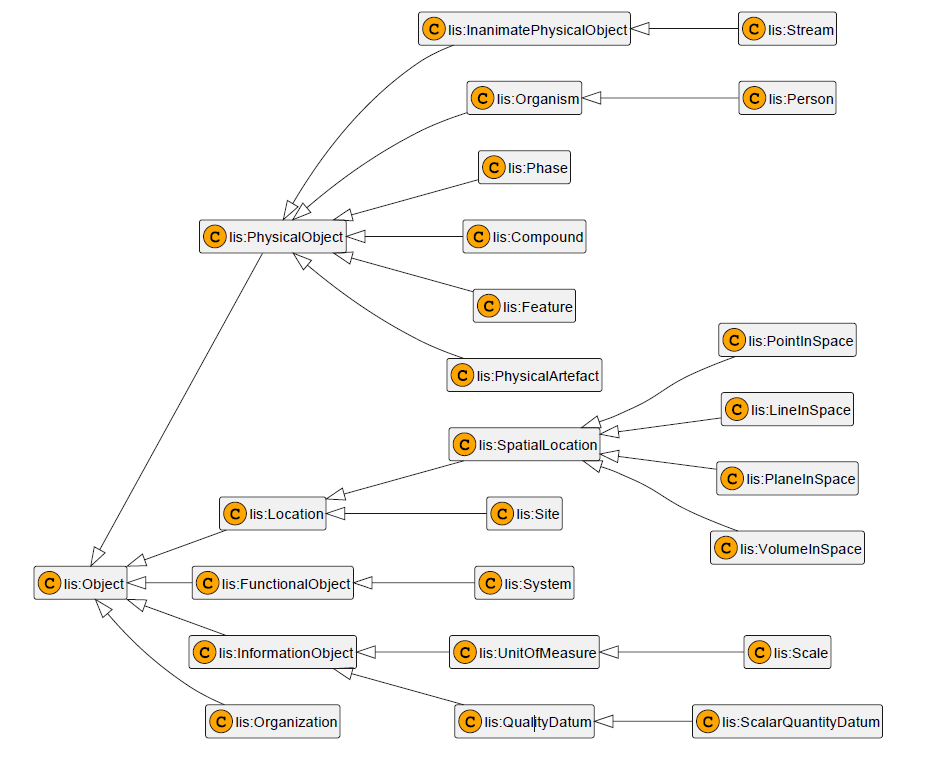 C lis:InanimatePhysicalObject C lis:Stream
C lis:Organism C lis:Person
C lis:Phase
C lis:PhysicalObject C lis:Compound
C lis:Feature
C lis:PointInSpace
C lis:PhysicalArtefact
C lis:LineInSpace
C lis:SpatialLocation
C lis:PlaneInSpace
C lis:Location C lis:Site
C lis:VolumeInSpace
C lis:Object C lis:FunctionalObject C lis:System
C lis:InformationObject C lis:UnitOfMeasure C lis:Scale
C lis:Organization C lis:QualityDatum C lis:ScalarQuantityDatum